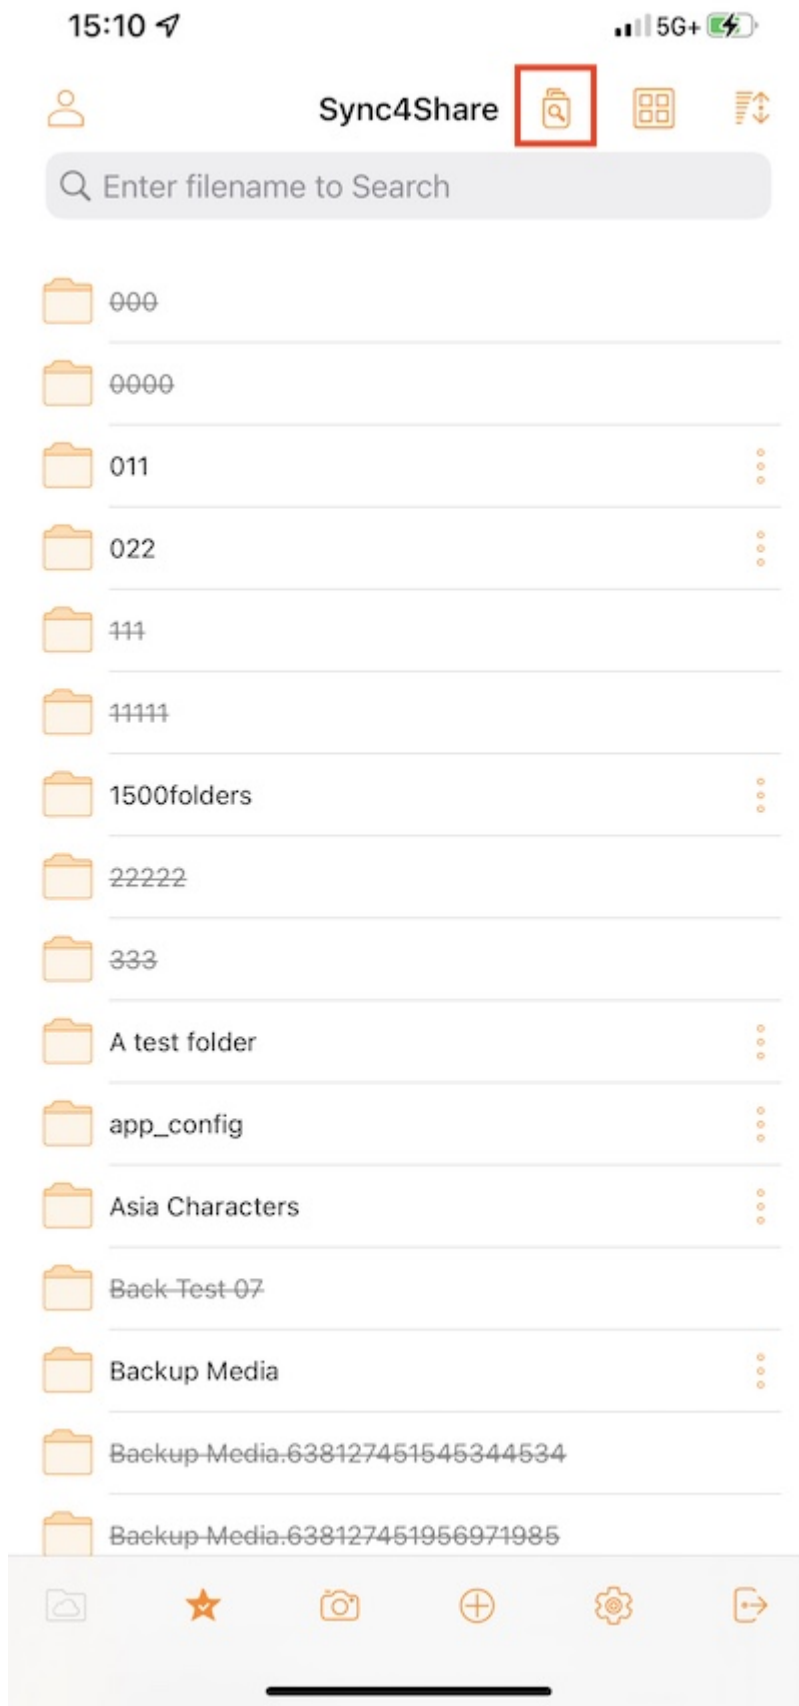 15:10
5G+
Sync4Share
Enter filename to Search
000
0000
011
022
111
11111
1500folders
22222
333
A test folder
app_config
Asia Characters
Back Test 07
Backup Media
Backup Media.638127451545344534
Backup Media.638127451956971985